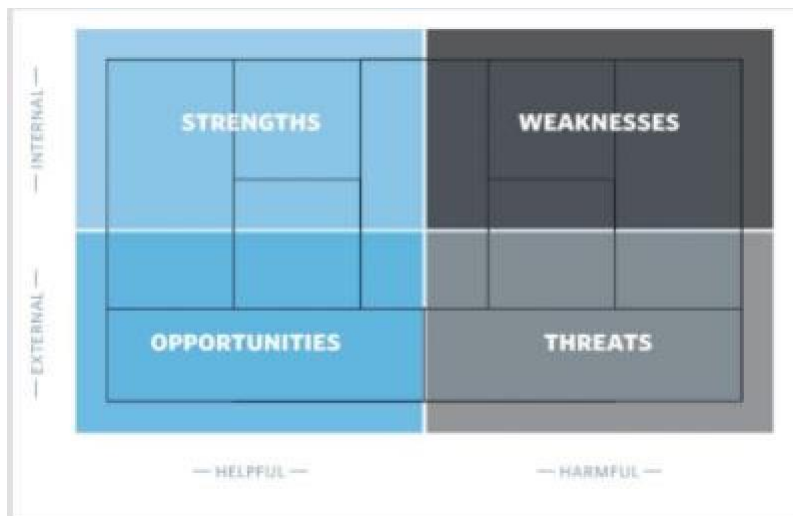 — INTERNAL —
STRENGTHS
WEAKNESSES
— EXTERNAL —
OPPORTUNITIES
THREATS
— HELPFUL —
— HARMFUL —